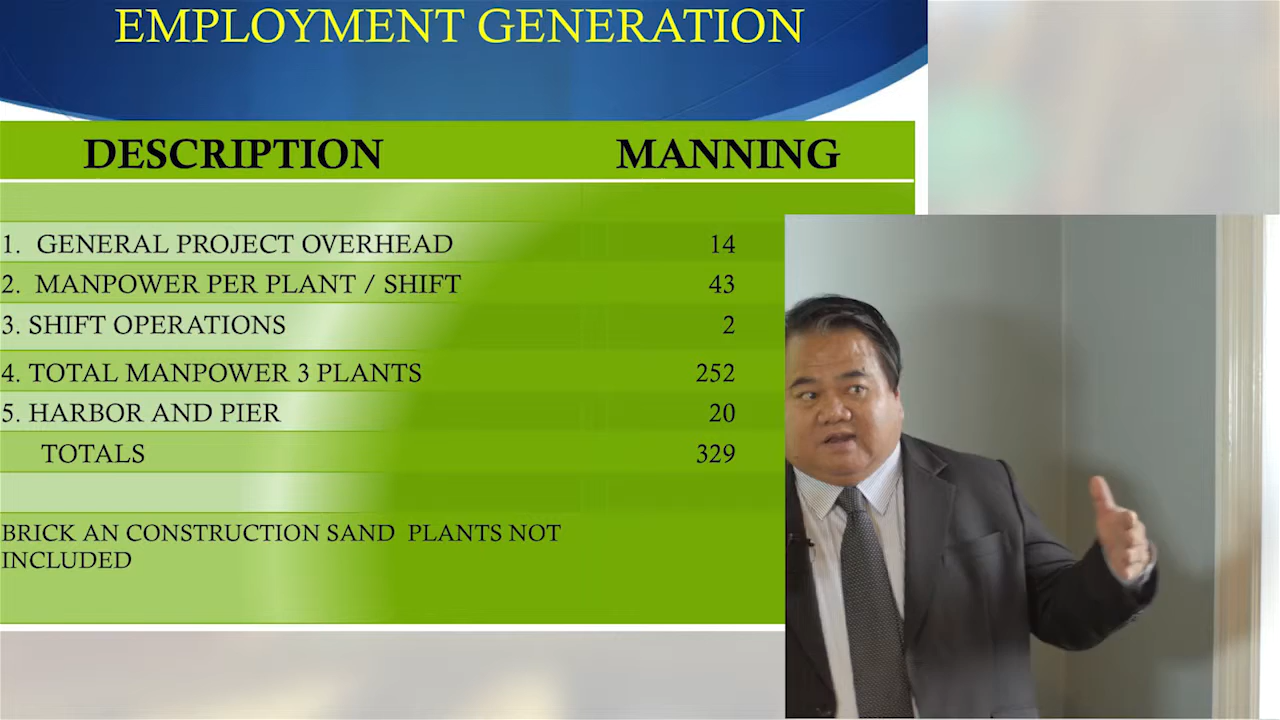 EMPLOYMENT GENERATION
DESCRIPTION MANNING
1. GENERAL PROJECT OVERHEAD 14
2. MANPOWER PER PLANT / SHIFT 43
3. SHIFT OPERATIONS 2
4. TOTAL MANPOWER 3 PLANTS 252
5. HARBOR AND PIER 20
TOTALS 329
BRICK AN CONSTRUCTION SAND PLANTS NOT
INCLUDED